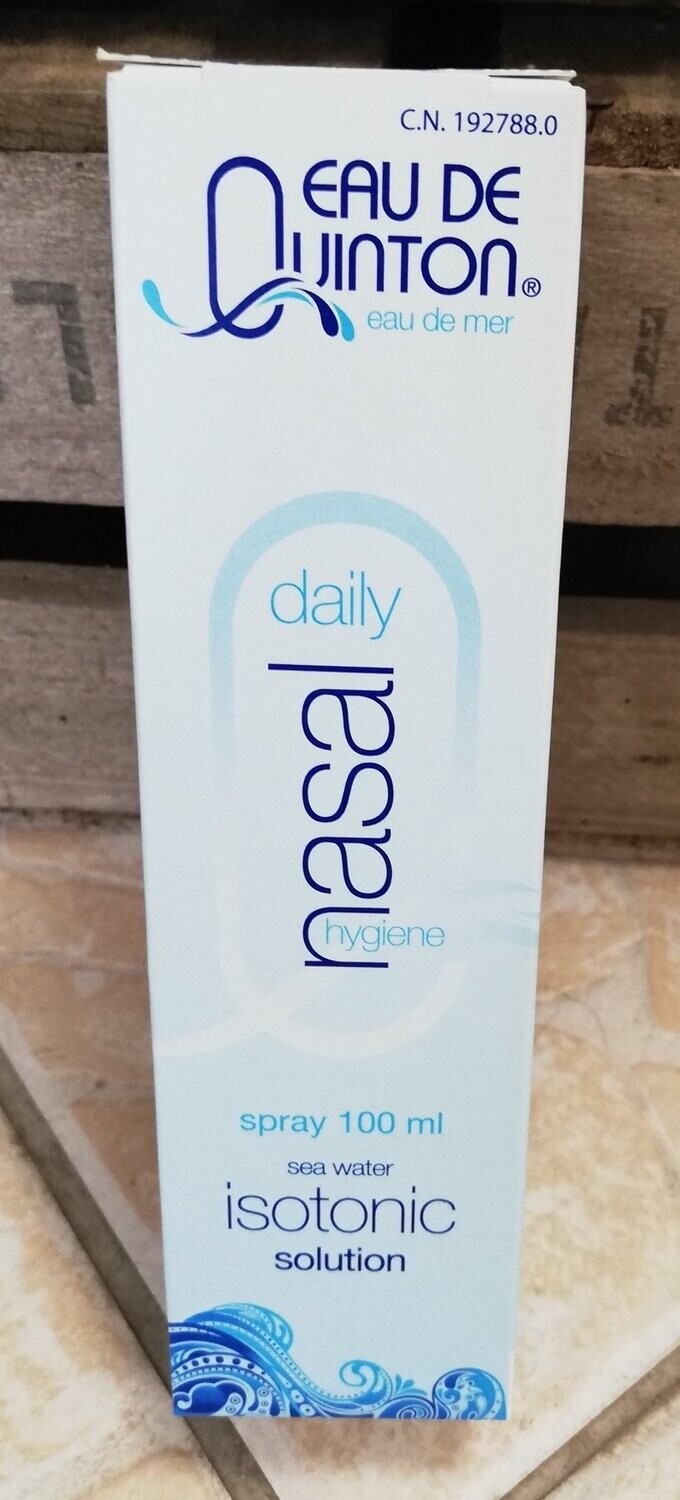 C.N. 192788.0
EAU DE
QUINTON®
eau de mer
daily
nasal
hygiene
spray 100 ml
sea water
isotonic
solution